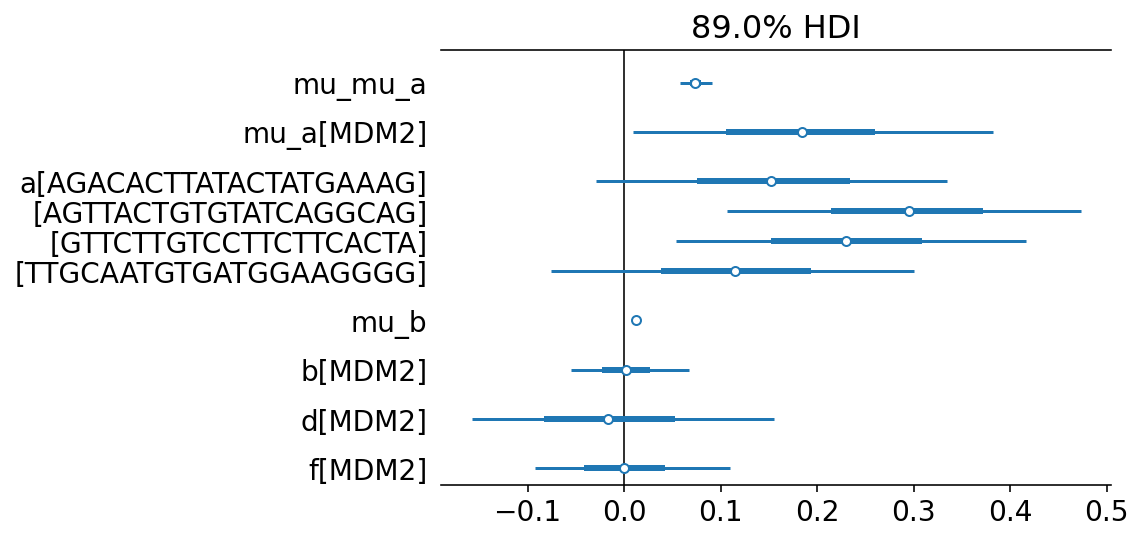 89.0% HDI
mu_mu_a
mu_a[MDM2]
a[AGACACTTATACTATGAAAG]
[AGTTACTGTGTATCAGGCAG]
[GTTCTTGTCCTTCTTCACTA]
[TTGCAATGTGATGGAAGGGG]
mu_b
b[MDM2]
d[MDM2]
f[MDM2]
−0.1 0.0 0.1 0.2 0.3 0.4 0.5